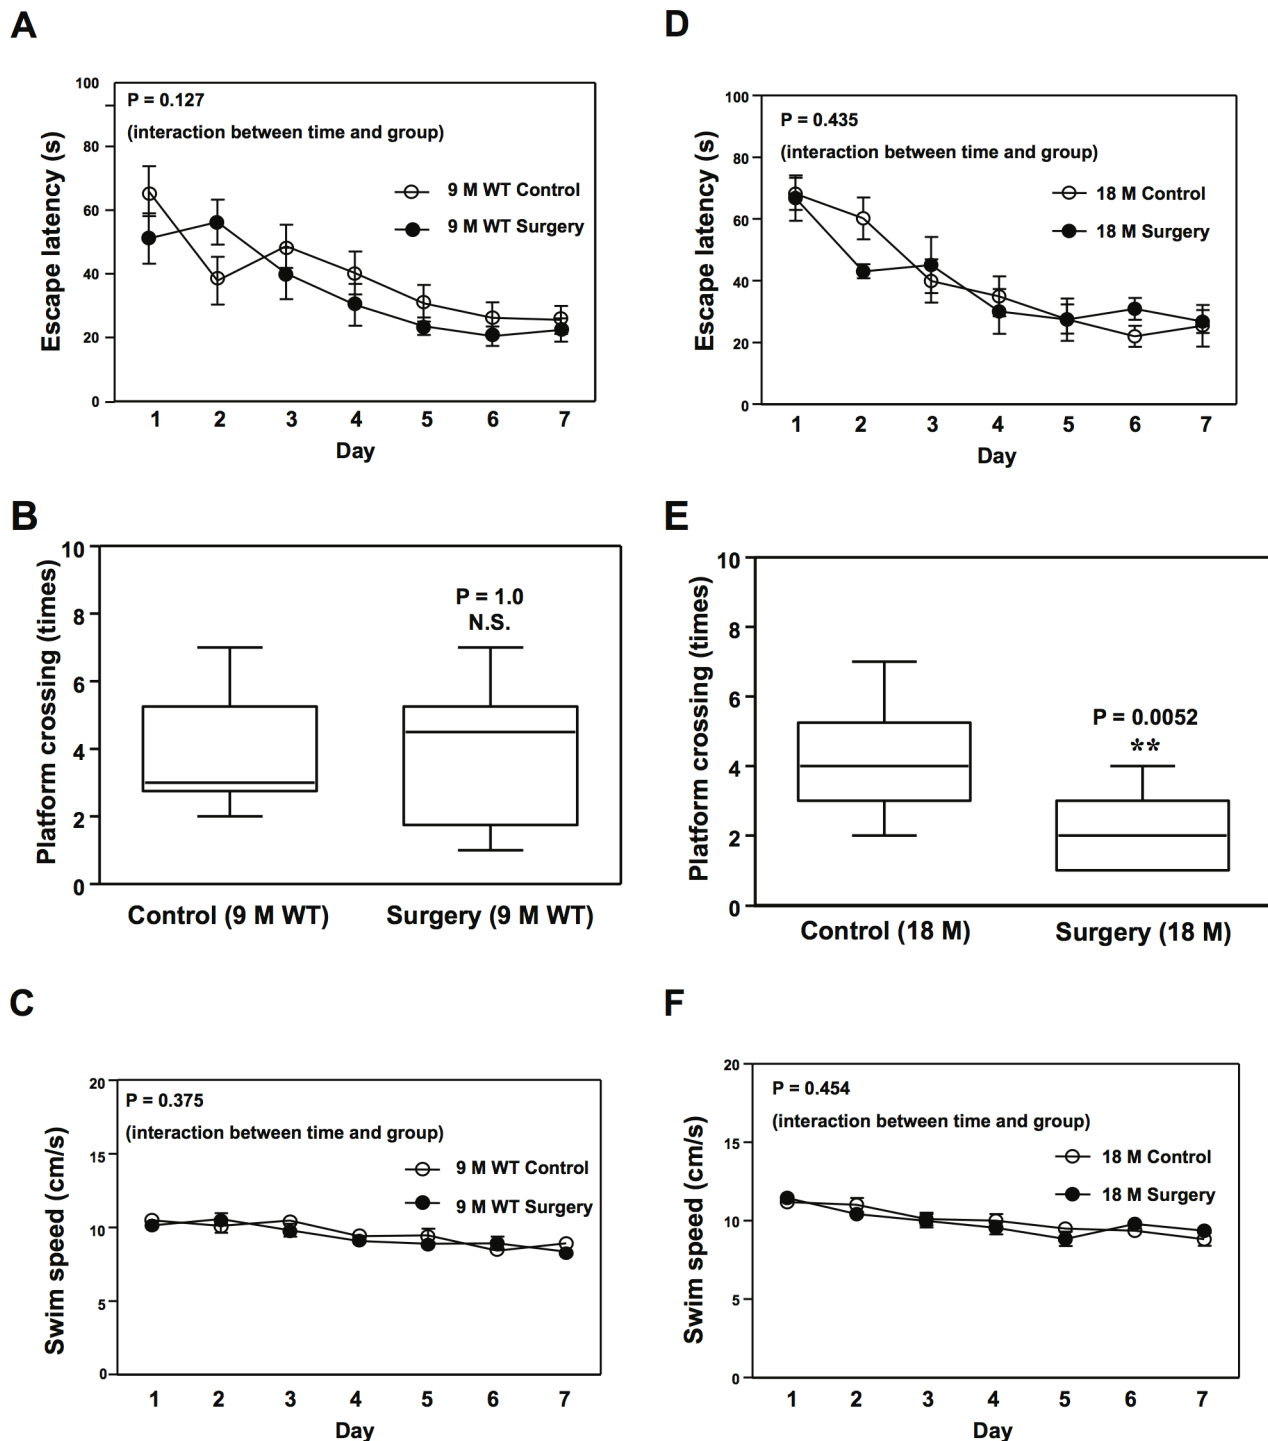 A
100
80
60
40
20
0
Escape latency (s)
P = 0.127
(interaction between time and group)
9 M WT Control
9 M WT Surgery
1 2 3 4 5 6 7
Day
D
100
80
60
40
20
0
Escape latency (s)
P = 0.435
(interaction between time and group)
18 M Control
18 M Surgery
1 2 3 4 5 6 7
Day
B
10
8
6
4
2
0
Platform crossing (times)
P = 1.0
N.S.
Control (9 M WT) Surgery (9 M WT)
E
10
8
6
4
2
0
Platform crossing (times)
P = 0.0052
**
Control (18 M) Surgery (18 M)
C
20
15
10
5
0
Swim speed (cm/s)
P = 0.375
(interaction between time and group)
9 M WT Control
9 M WT Surgery
1 2 3 4 5 6 7
Day
F
20
15
10
5
0
Swim speed (cm/s)
P = 0.454
(interaction between time and group)
18 M Control
18 M Surgery
1 2 3 4 5 6 7
Day